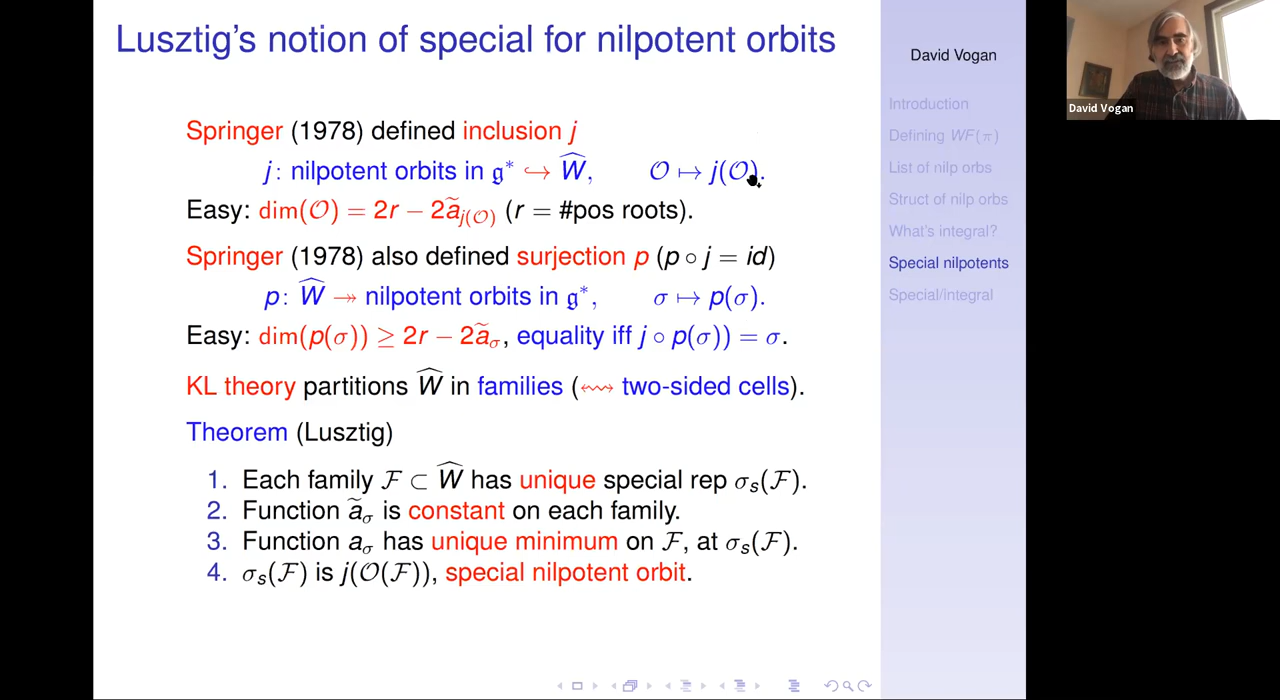 Lusztig's notion of special for nilpotent orbits
Springer (1978) defined inclusion j
j: nilpotent orbits in 𝔤* ↪ Ŵ, 𝒪 ↦ j(𝒪).
Easy: dim(𝒪) = 2r − 2ã_{j(𝒪)} (r = #pos roots).
Springer (1978) also defined surjection p (p ∘ j = id)
p: Ŵ ↠ nilpotent orbits in 𝔤*, σ ↦ p(σ).
Easy: dim(p(σ)) ≥ 2r − 2ã_σ, equality iff j ∘ p(σ)) = σ.
KL theory partitions Ŵ in families (↭ two-sided cells).
Theorem (Lusztig)
1. Each family ℱ ⊂ Ŵ has unique special rep σ_s(ℱ).
2. Function ã_σ is constant on each family.
3. Function a_σ has unique minimum on ℱ, at σ_s(ℱ).
4. σ_s(ℱ) is j(𝒪(ℱ)), special nilpotent orbit.
David Vogan
Introduction
Defining WF(π)
List of nilp orbs
Struct of nilp orbs
What's integral?
Special nilpotents
Special/integral
David Vogan